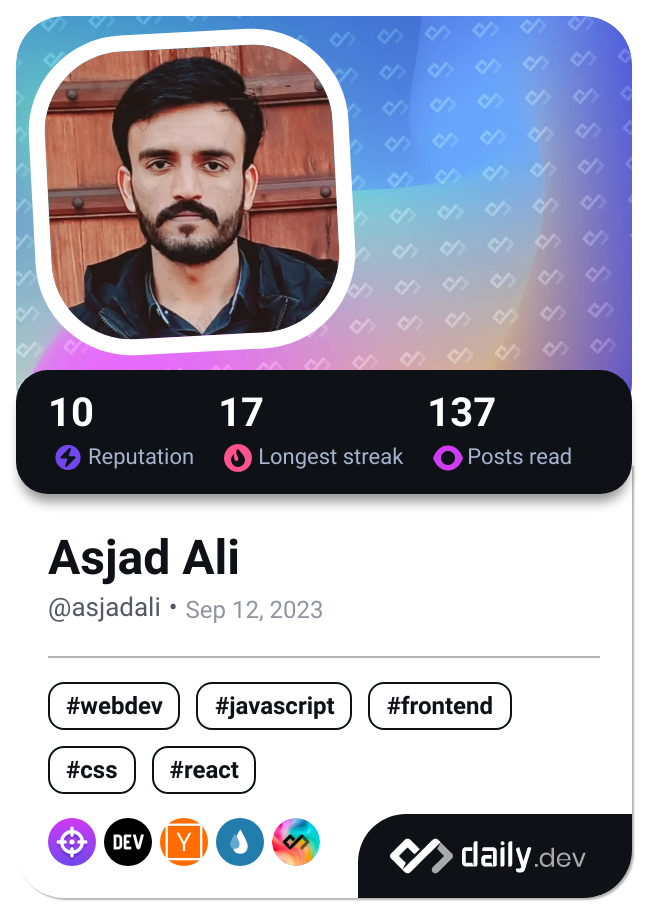 10 17 137
Reputation Longest streak Posts read
Asjad Ali
@asjadali • Sep 12, 2023
#webdev #javascript #frontend
#css #react
DEV Y
daily.dev